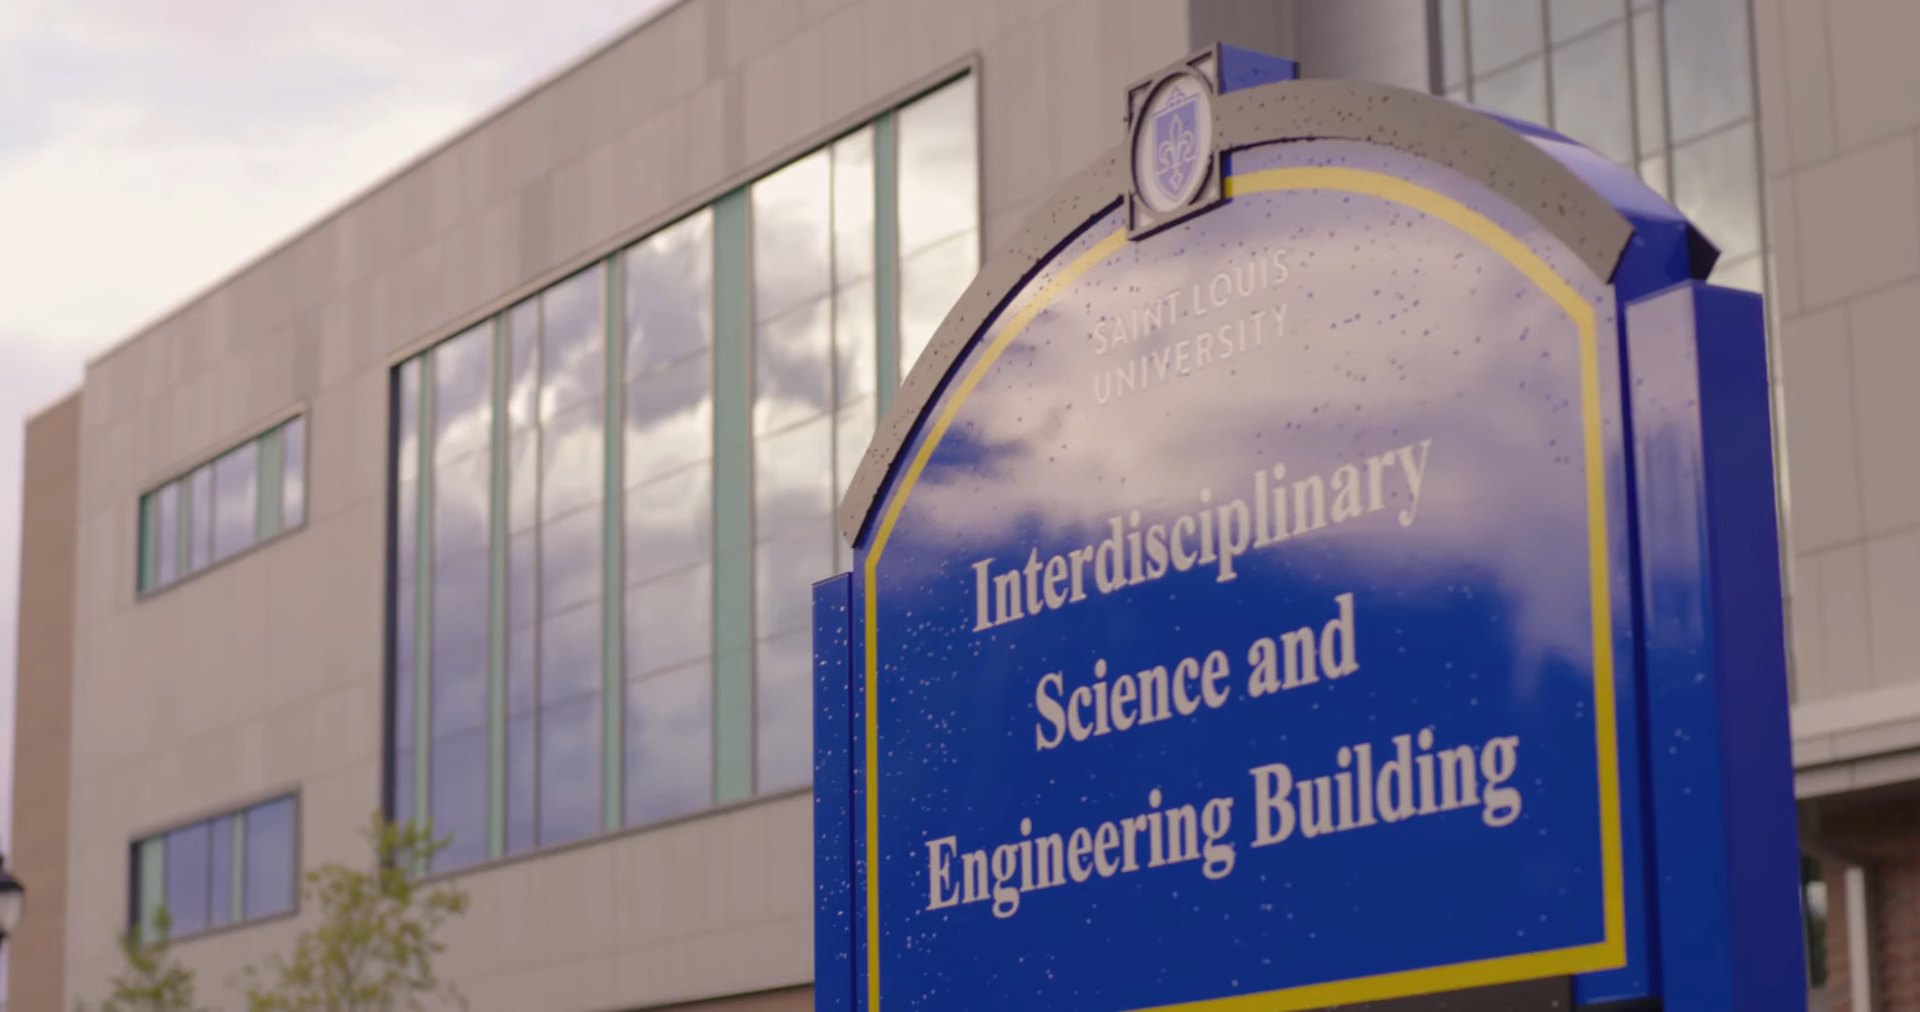 SAINT LOUIS
UNIVERSITY
Interdisciplinary
Science and
Engineering Building